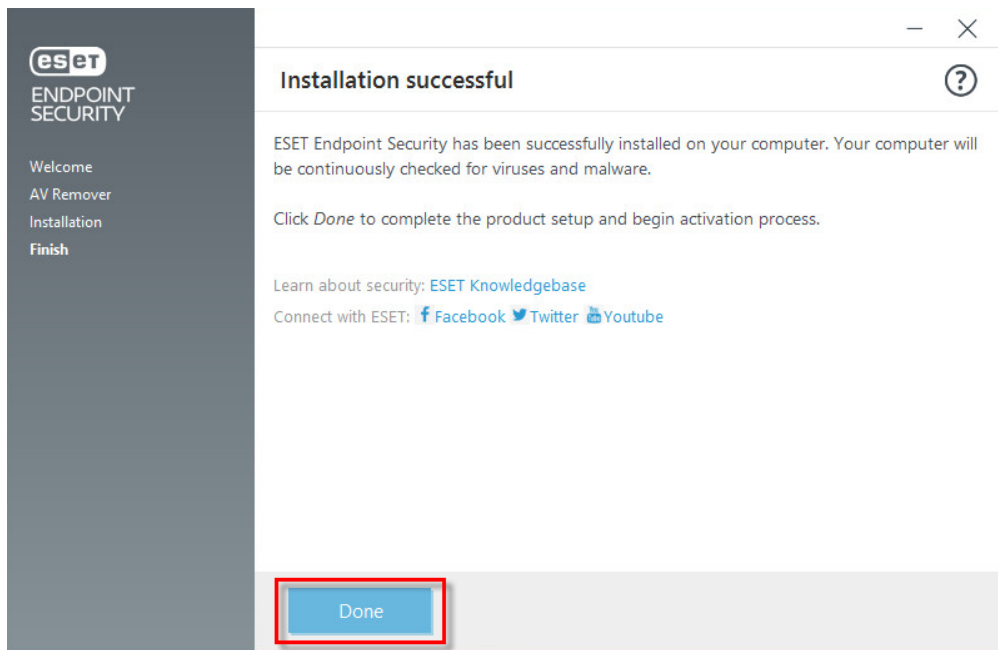 eset
ENDPOINT
SECURITY
Welcome
AV Remover
Installation
Finish
Installation successful
?
ESET Endpoint Security has been successfully installed on your computer. Your computer will
be continuously checked for viruses and malware.
Click Done to complete the product setup and begin activation process.
Learn about security: ESET Knowledgebase
Connect with ESET: f Facebook Twitter You Tube Youtube
Done